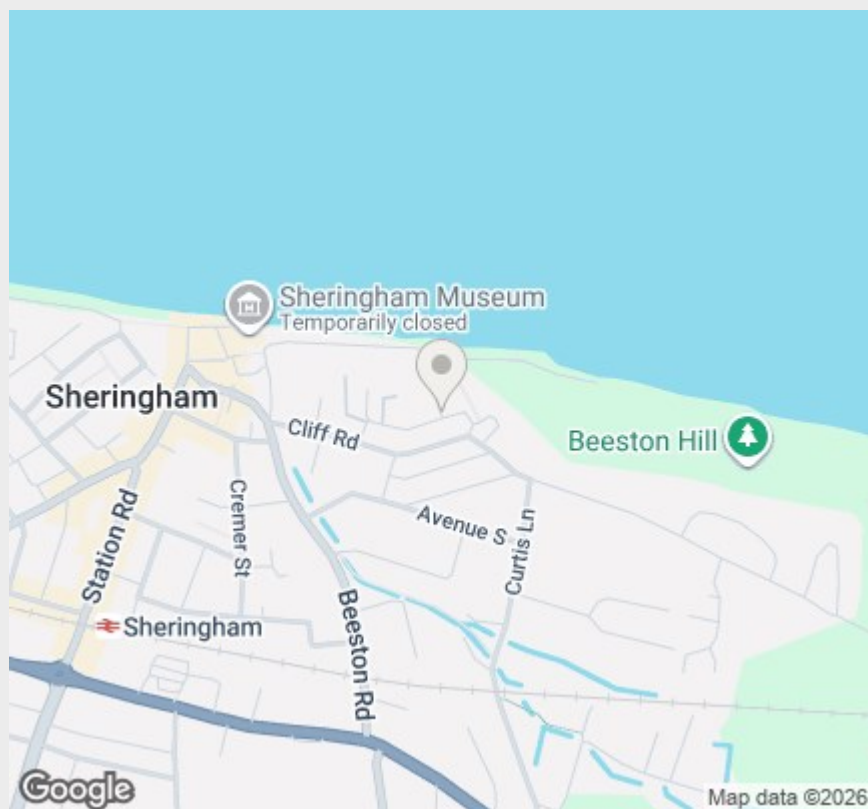 Sheringham Museum
Temporarily closed
Sheringham
Cliff Rd
Beeston Hill
Cremer St
Avenue S
Curtis Ln
Station Rd
Sheringham
Beeston Rd
Google
Map data ©2026